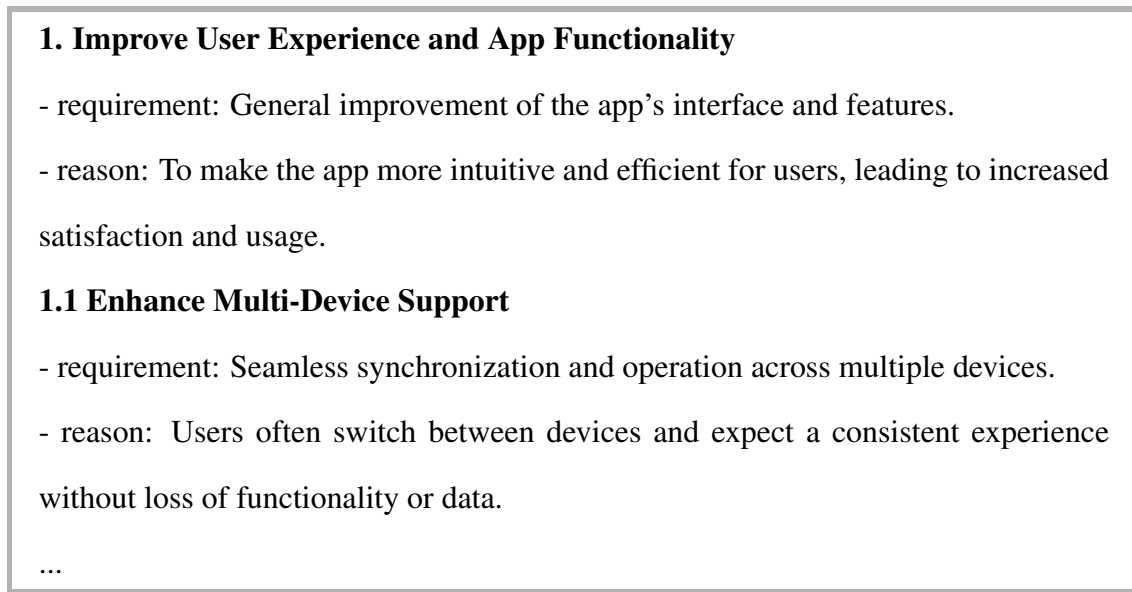 1. Improve User Experience and App Functionality
- requirement: General improvement of the app's interface and features.
- reason: To make the app more intuitive and efficient for users, leading to increased
satisfaction and usage.
1.1 Enhance Multi-Device Support
- requirement: Seamless synchronization and operation across multiple devices.
- reason: Users often switch between devices and expect a consistent experience
without loss of functionality or data.
...